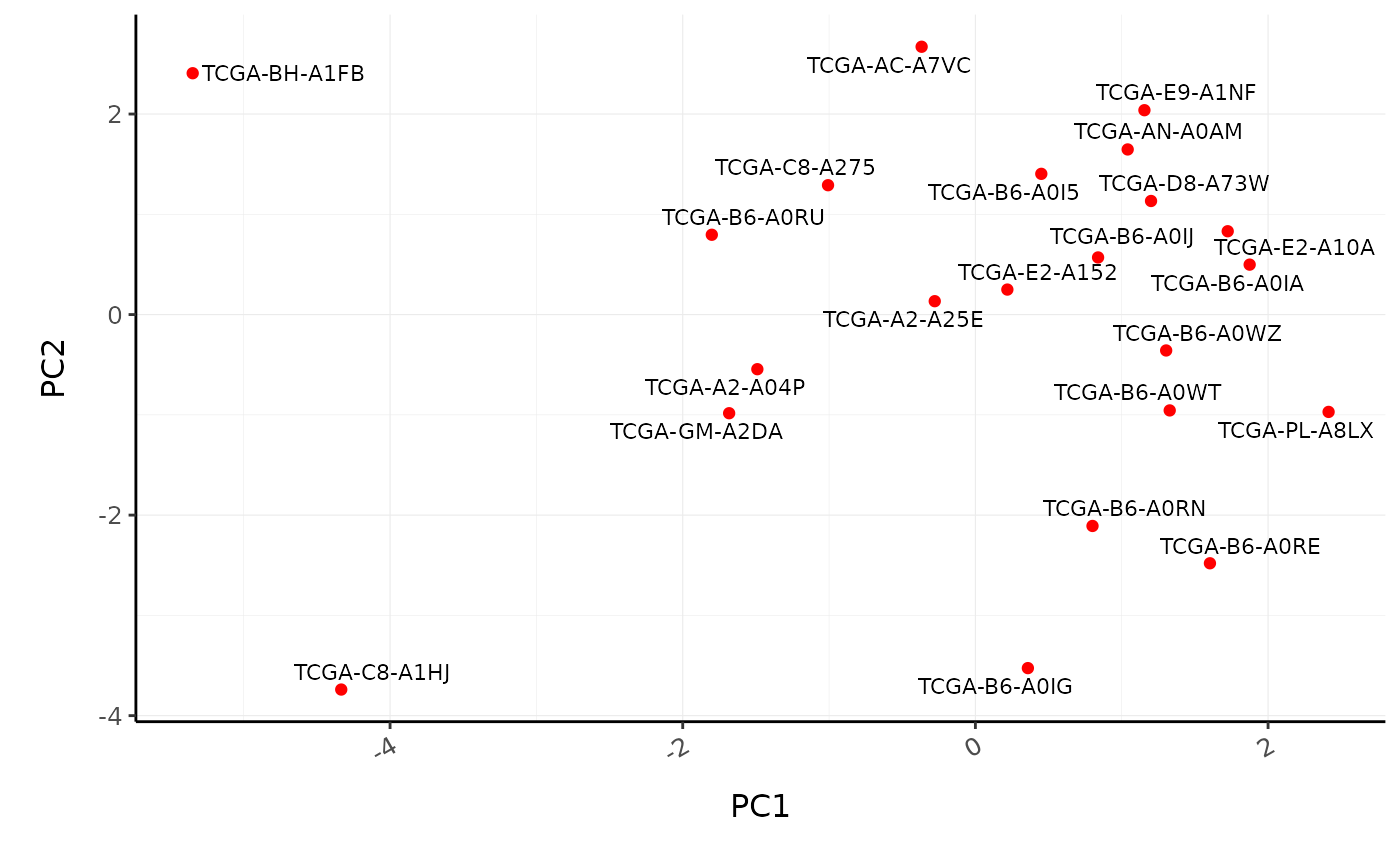 TCGA-AC-A7VC
TCGA-BH-A1FB
TCGA-E9-A1NF
2
TCGA-AN-A0AM
TCGA-C8-A275
TCGA-B6-A0I5
TCGA-D8-A73W
TCGA-B6-A0RU
TCGA-B6-A0IJ
TCGA-E2-A10A
TCGA-E2-A152
TCGA-B6-A0IA
0
TCGA-A2-A25E
TCGA-B6-A0WZ
PC2
TCGA-A2-A04P
TCGA-B6-A0WT
TCGA-GM-A2DA
TCGA-PL-A8LX
-2
TCGA-B6-A0RN
TCGA-B6-A0RE
TCGA-C8-A1HJ
TCGA-B6-A0IG
-4
-4 -2 0 2
PC1